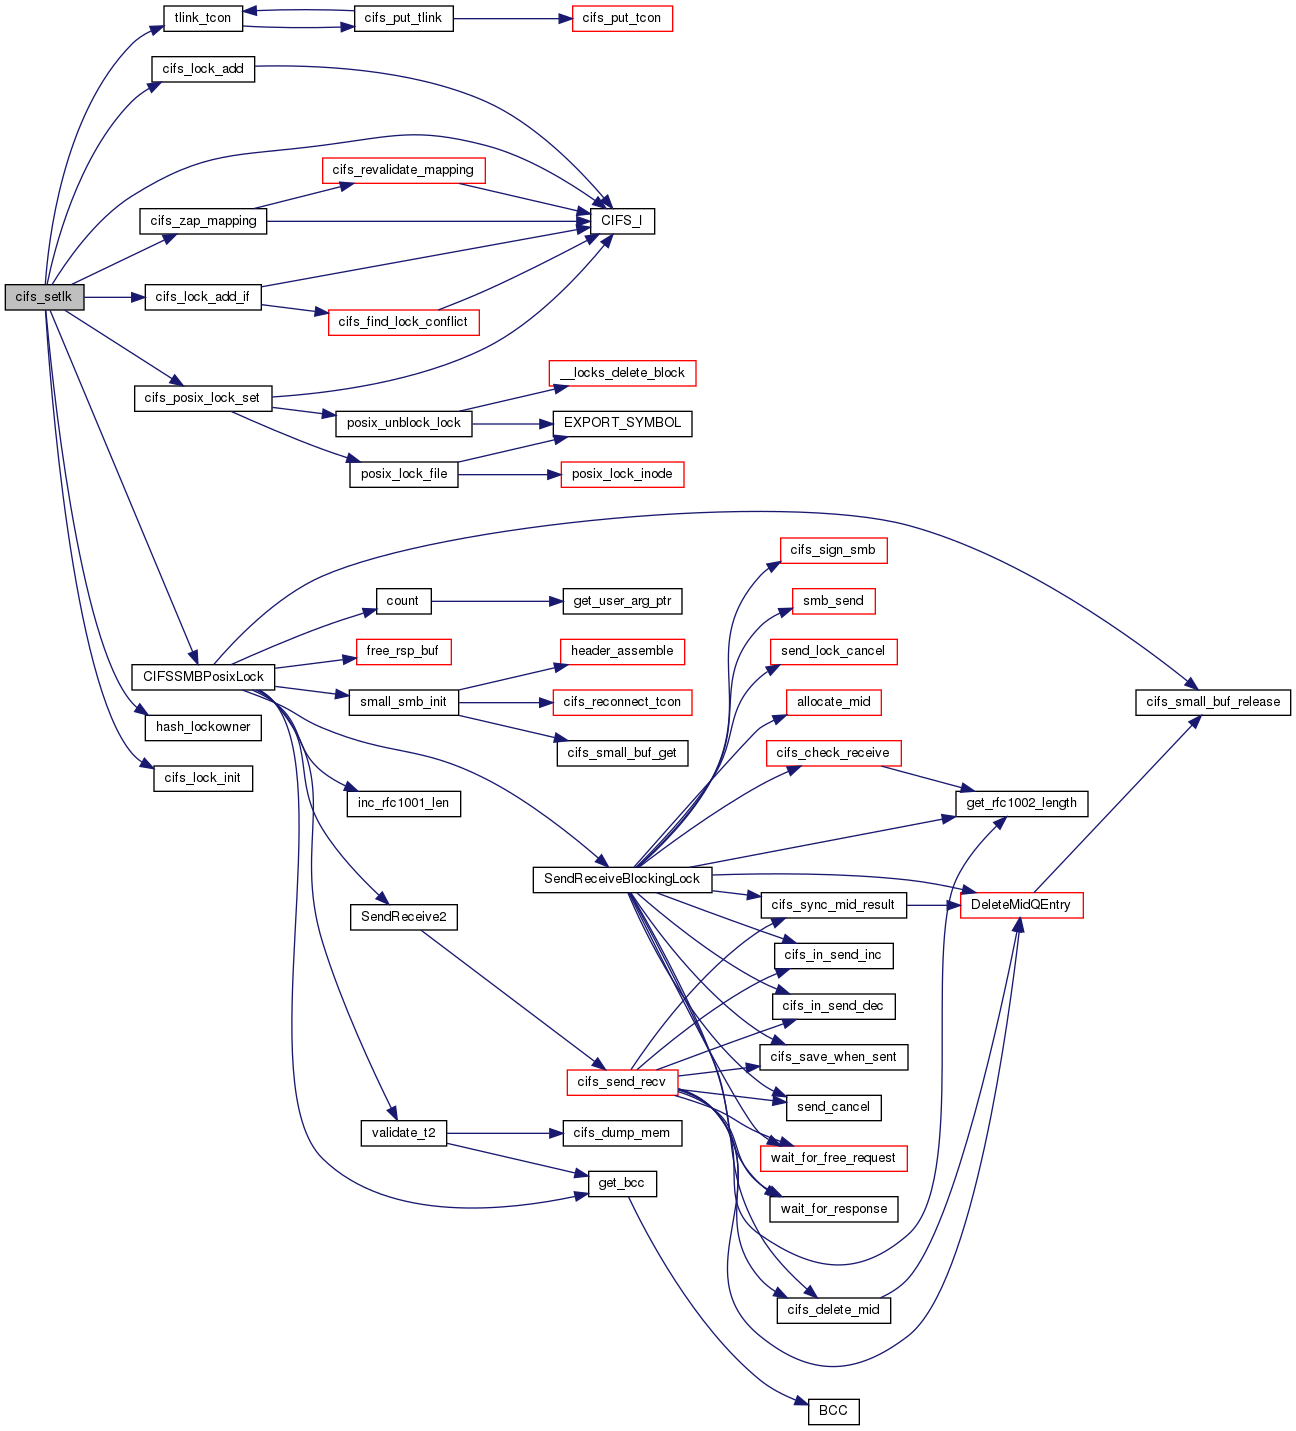 tlink_tcon
cifs_put_tlink
cifs_put_tcon
cifs_lock_add
cifs_revalidate_mapping
cifs_zap_mapping
CIFS_I
cifs_setlk
cifs_lock_add_if
cifs_find_lock_conflict
__locks_delete_block
cifs_posix_lock_set
posix_unblock_lock
EXPORT_SYMBOL
posix_lock_file
posix_lock_inode
cifs_sign_smb
count
get_user_arg_ptr
smb_send
free_rsp_buf
header_assemble
send_lock_cancel
CIFSSMBPosixLock
small_smb_init
cifs_reconnect_tcon
allocate_mid
cifs_small_buf_release
hash_lockowner
cifs_small_buf_get
cifs_check_receive
cifs_lock_init
inc_rfc1001_len
get_rfc1002_length
SendReceiveBlockingLock
SendReceive2
cifs_sync_mid_result
DeleteMidQEntry
cifs_in_send_inc
cifs_in_send_dec
cifs_save_when_sent
cifs_send_recv
send_cancel
validate_t2
cifs_dump_mem
wait_for_free_request
get_bcc
wait_for_response
cifs_delete_mid
BCC